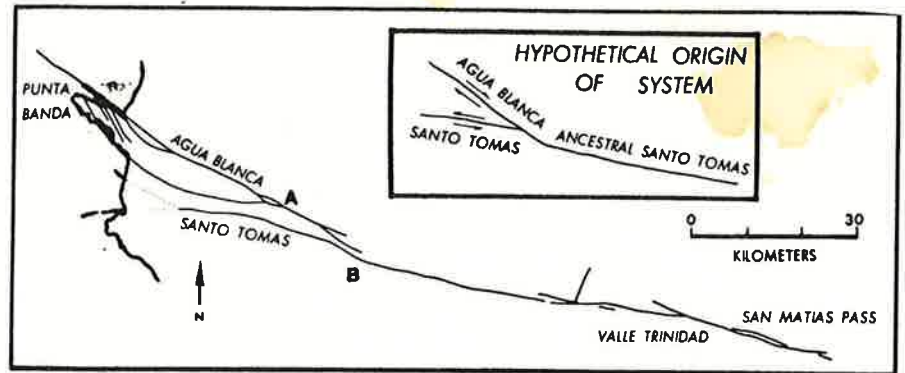 HYPOTHETICAL ORIGIN
OF SYSTEM
AGUA BLANCA
ANCESTRAL SANTO TOMAS
SANTO TOMAS
PUNTA
BANDA
AGUA BLANCA
A
SANTO TOMAS
B
N
0 30
KILOMETERS
VALLE TRINIDAD
SAN MATIAS PASS